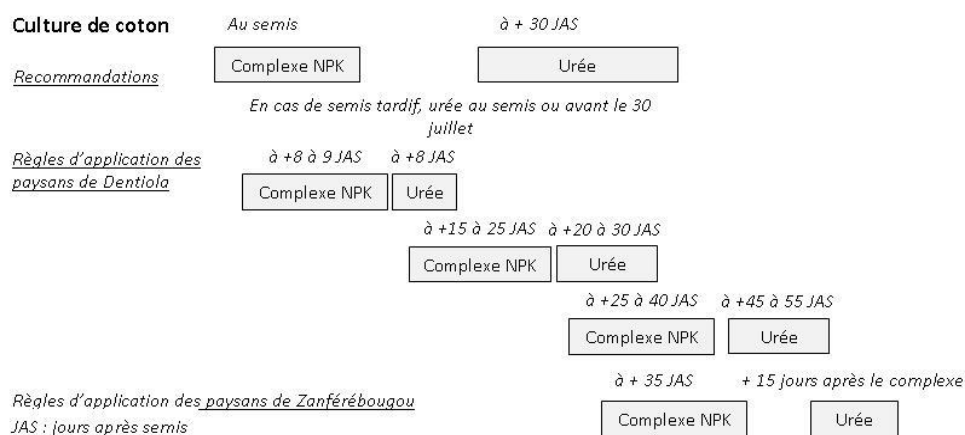 Culture de coton
Au semis
à + 30 JAS
Recommandations
Complexe NPK
Urée
En cas de semis tardif, urée au semis ou avant le 30
juillet
Règles d'application des
paysans de Dentiola
à +8 à 9 JAS
à +8 JAS
Complexe NPK
Urée
à +15 à 25 JAS
à +20 à 30 JAS
Complexe NPK
Urée
à +25 à 40 JAS
à +45 à 55 JAS
Complexe NPK
Urée
à + 35 JAS
+ 15 jours après le complexe
Règles d'application des paysans de Zanférébougou
Complexe NPK
Urée
JAS : jours après semis